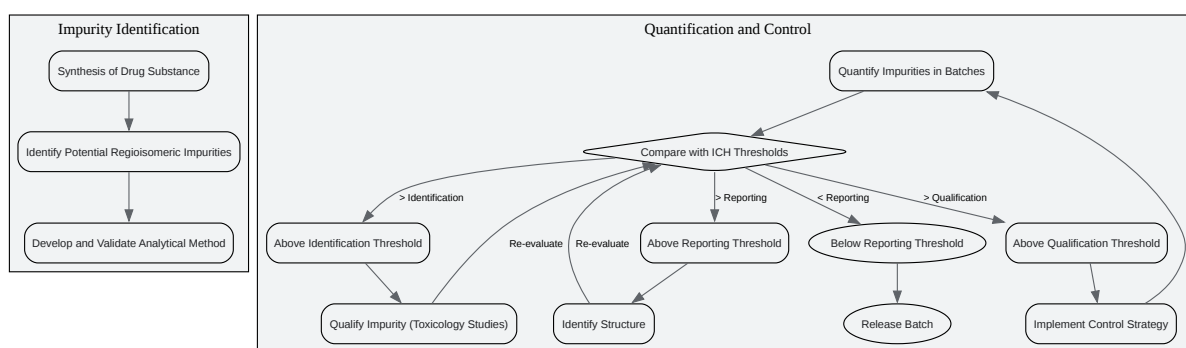 Impurity Identification
Synthesis of Drug Substance
Identify Potential Regioisomeric Impurities
Develop and Validate Analytical Method
Quantification and Control
Quantify Impurities in Batches
Compare with ICH Thresholds
> Identification
> Reporting
< Reporting
> Qualification
Above Identification Threshold
Re-evaluate
Re-evaluate
Above Reporting Threshold
Below Reporting Threshold
Above Qualification Threshold
Qualify Impurity (Toxicology Studies)
Identify Structure
Release Batch
Implement Control Strategy